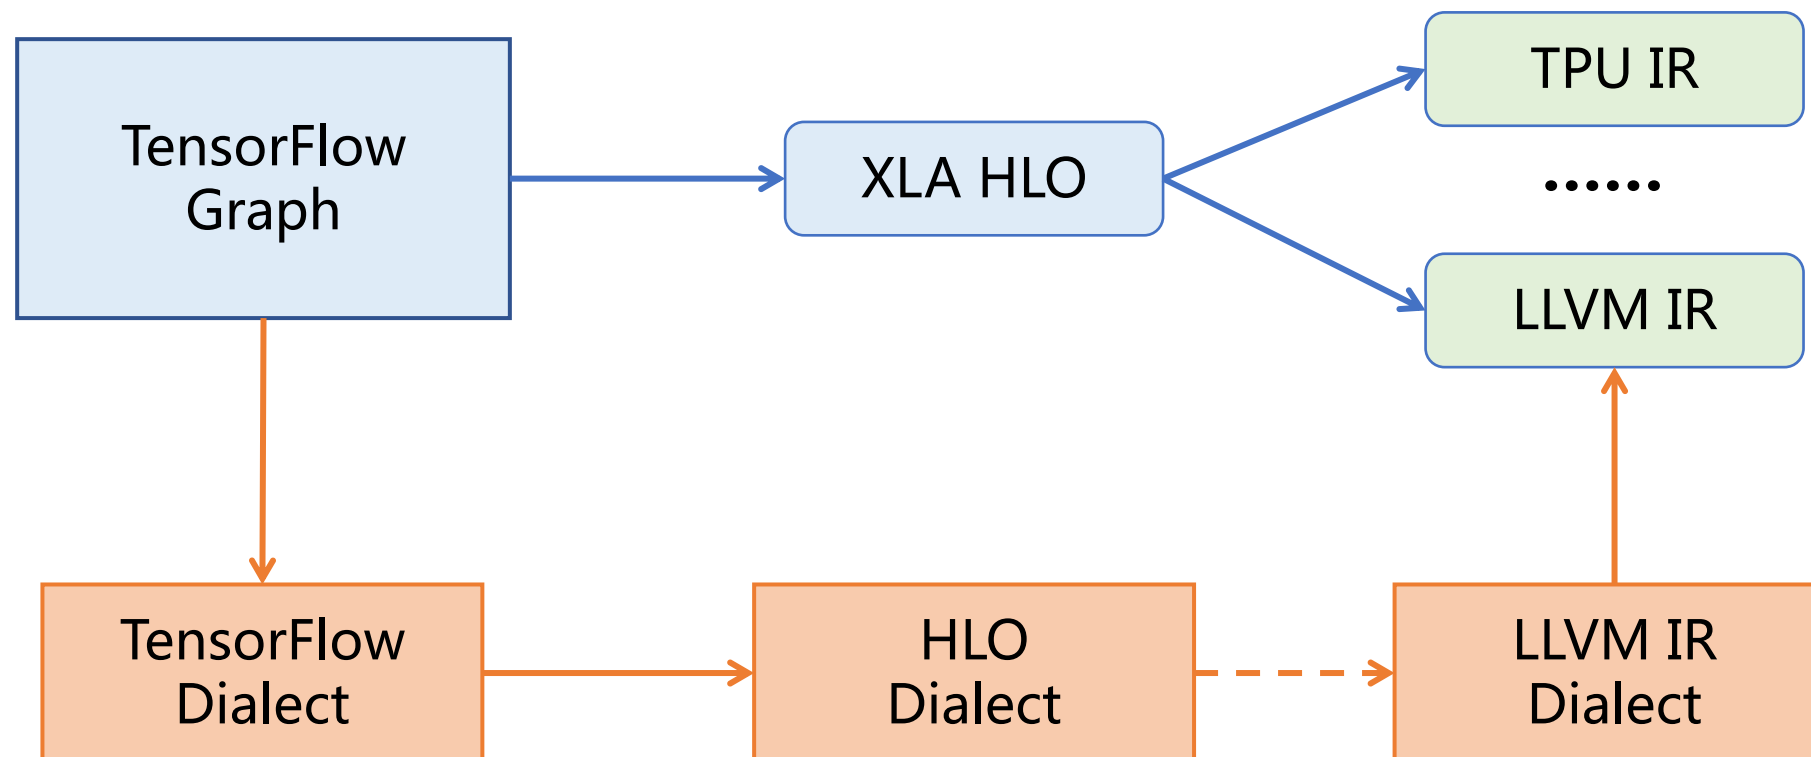 TensorFlow
Graph
XLA HLO
TPU IR
......
LLVM IR
TensorFlow
Dialect
HLO
Dialect
LLVM IR
Dialect